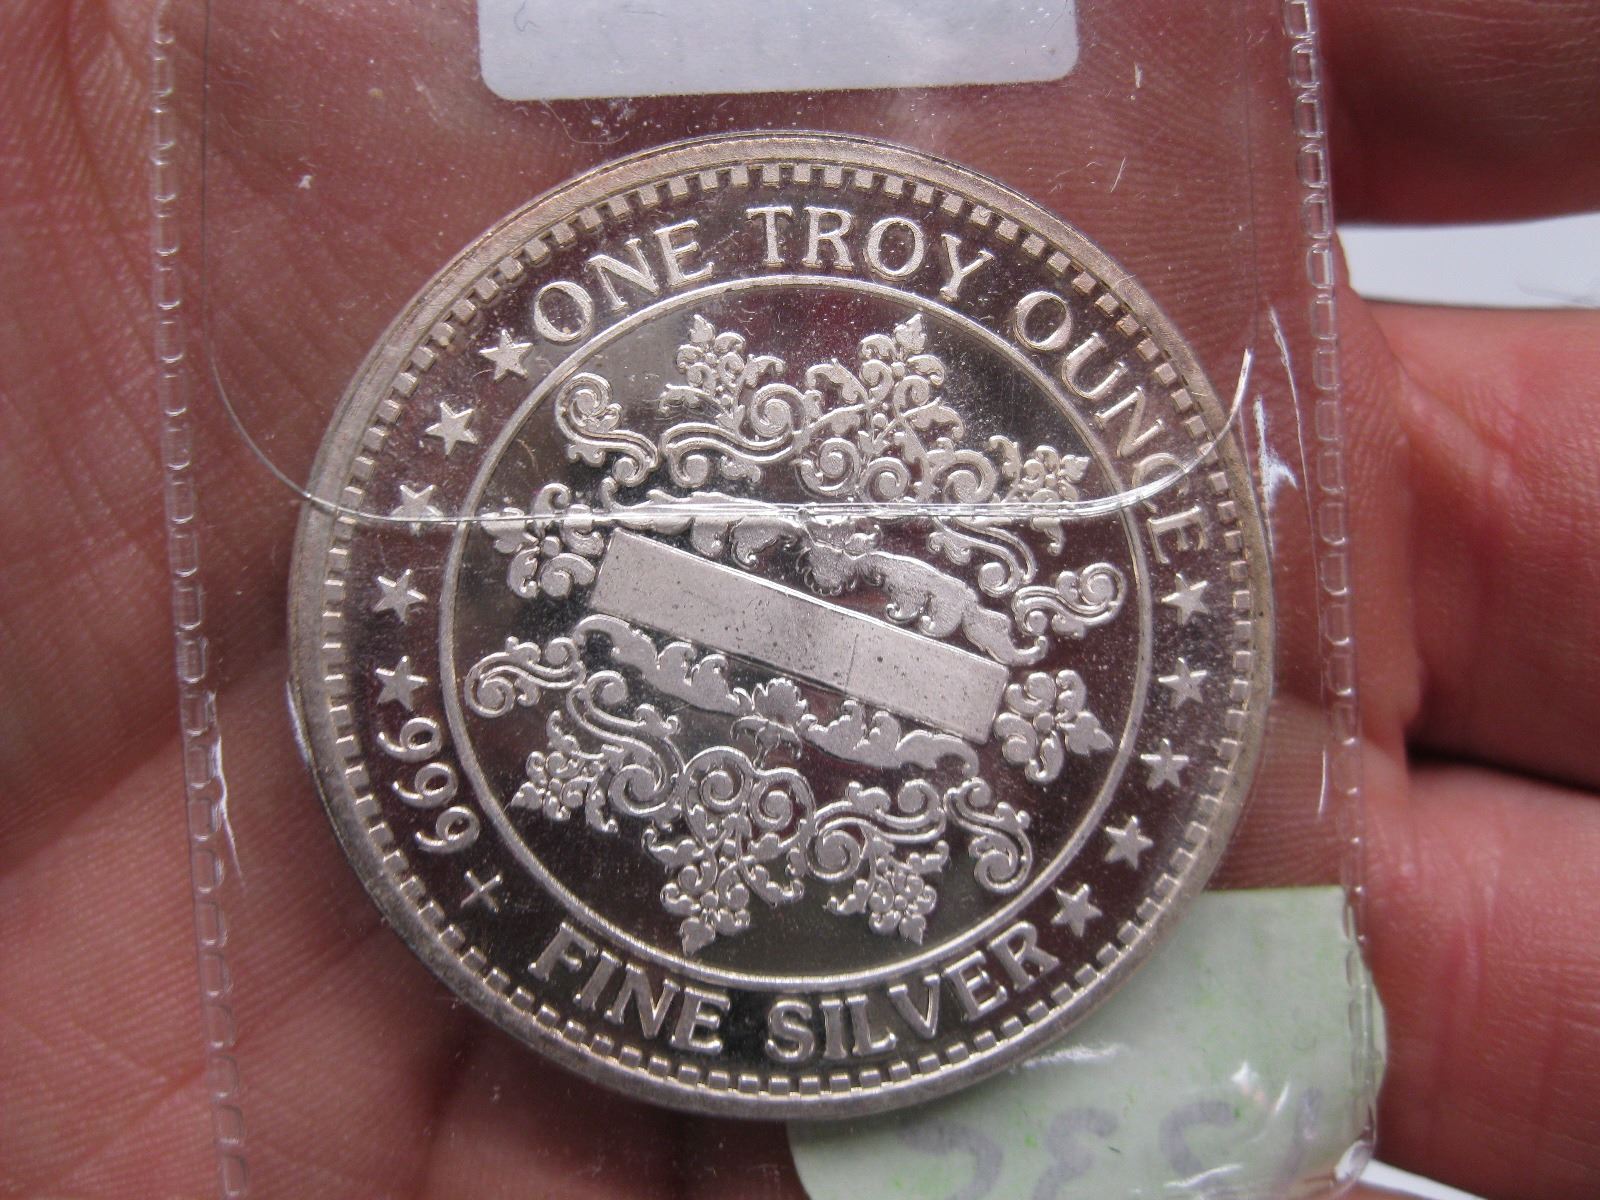 ONE TROY OUNCE
.999+ FINE SILVER